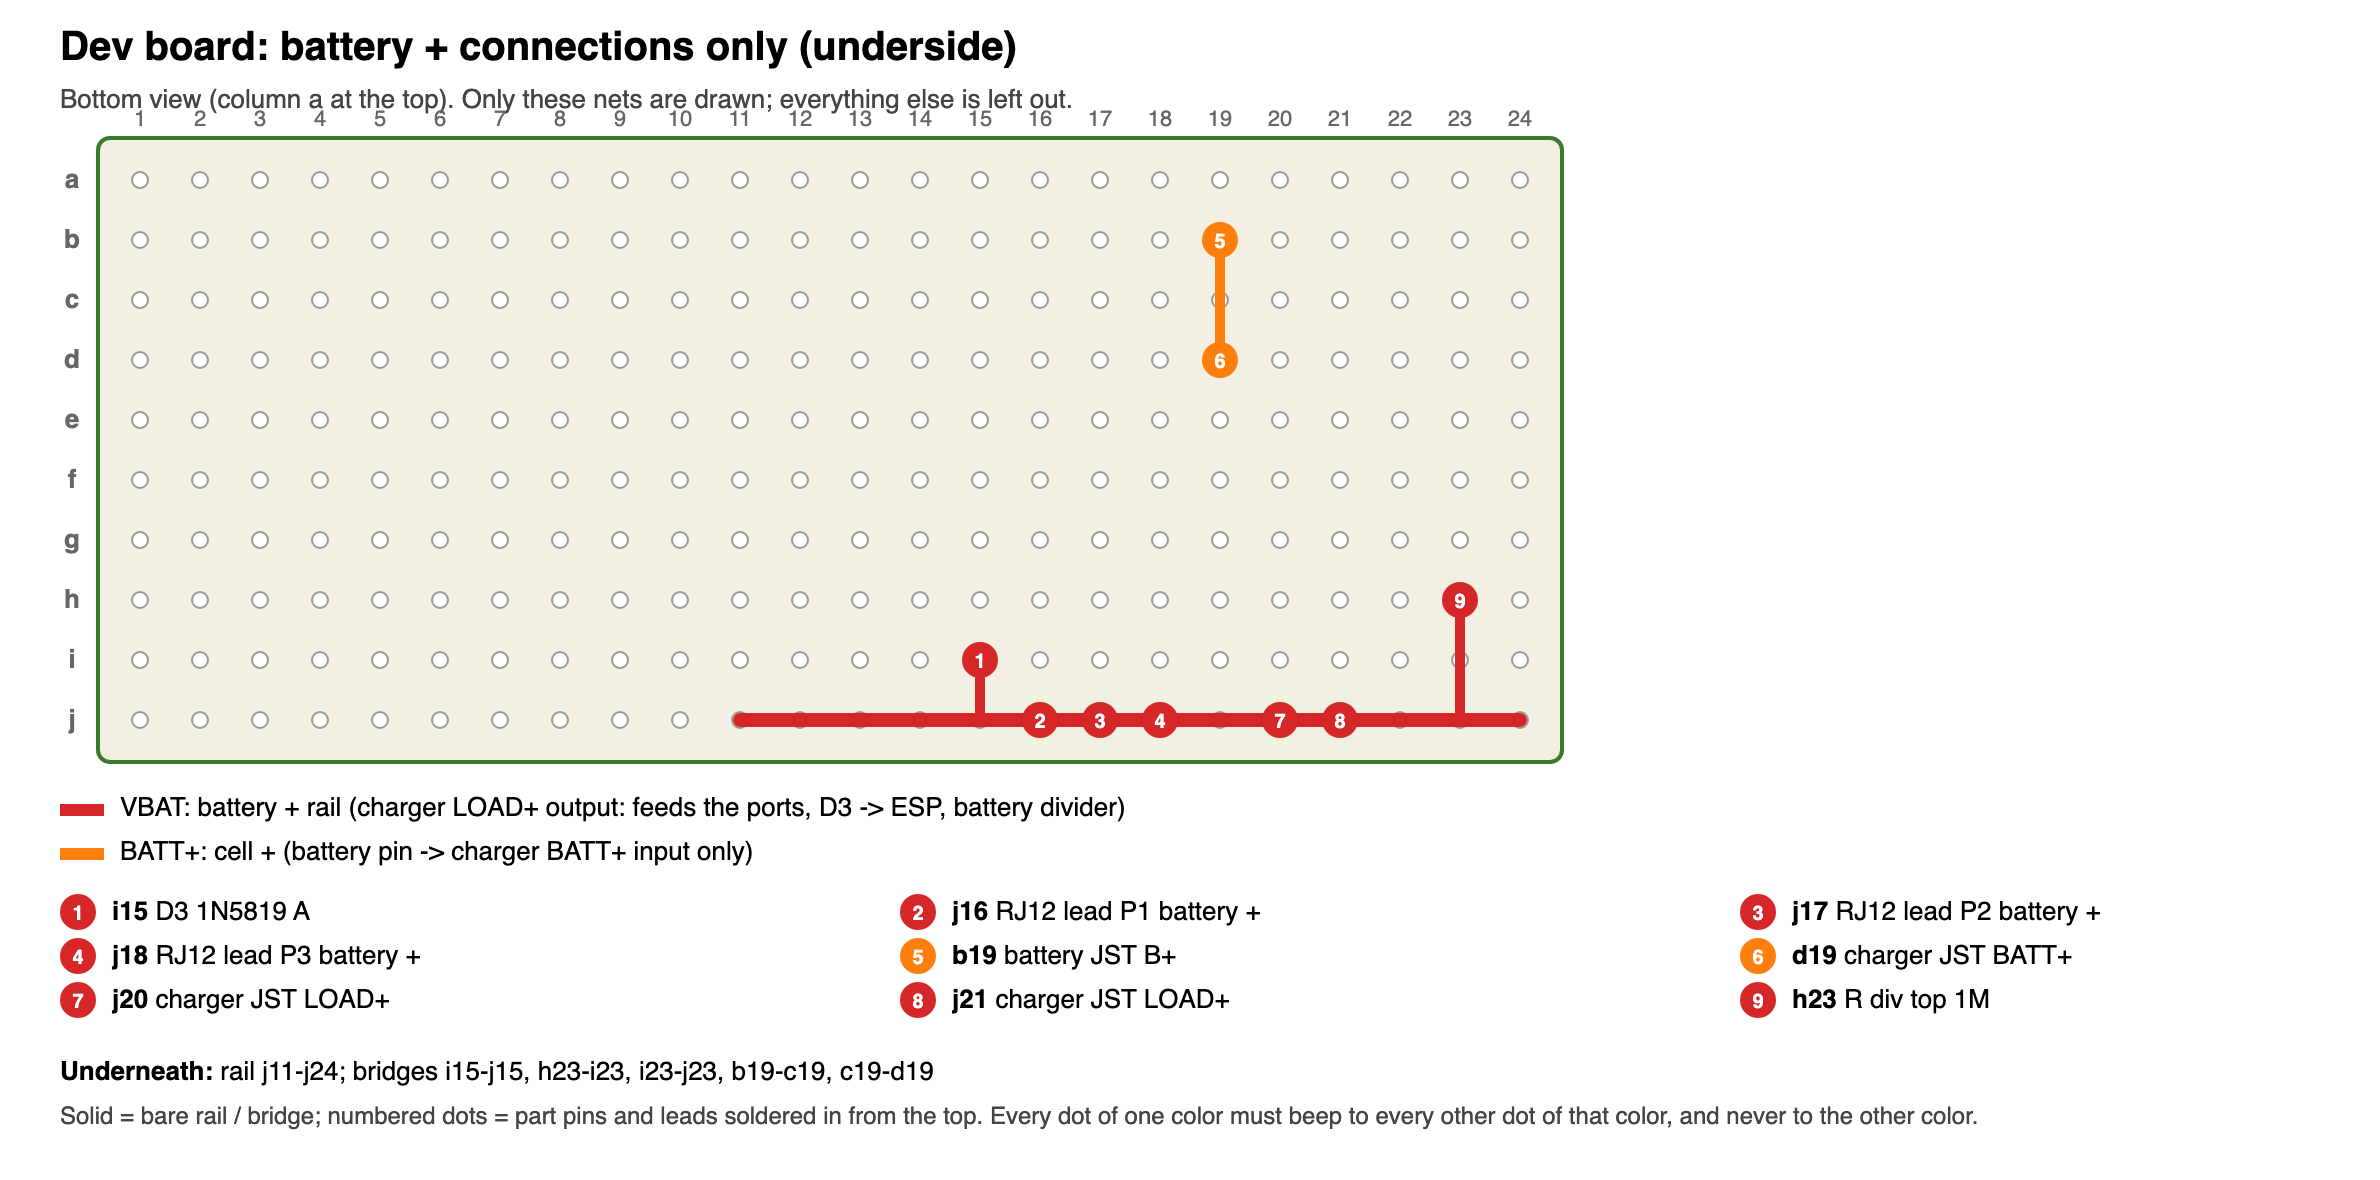 Dev board: battery + connections only (underside)
Bottom view (column a at the top). Only these nets are drawn; everything else is left out.
1 2 3 4 5 6 7 8 9 10 11 12 13 14 15 16 17 18 19 20 21 22 23 24
a
b 5
c
d 6
e
f
g
h 9
i 1
j 2 3 4 7 8
VBAT: battery + rail (charger LOAD+ output: feeds the ports, D3 -> ESP, battery divider)
BATT+: cell + (battery pin -> charger BATT+ input only)
1 i15 D3 1N5819 A
2 j16 RJ12 lead P1 battery +
3 j17 RJ12 lead P2 battery +
4 j18 RJ12 lead P3 battery +
5 b19 battery JST B+
6 d19 charger JST BATT+
7 j20 charger JST LOAD+
8 j21 charger JST LOAD+
9 h23 R div top 1M
Underneath: rail j11-j24; bridges i15-j15, h23-i23, i23-j23, b19-c19, c19-d19
Solid = bare rail / bridge; numbered dots = part pins and leads soldered in from the top. Every dot of one color must beep to every other dot of that color, and never to the other color.